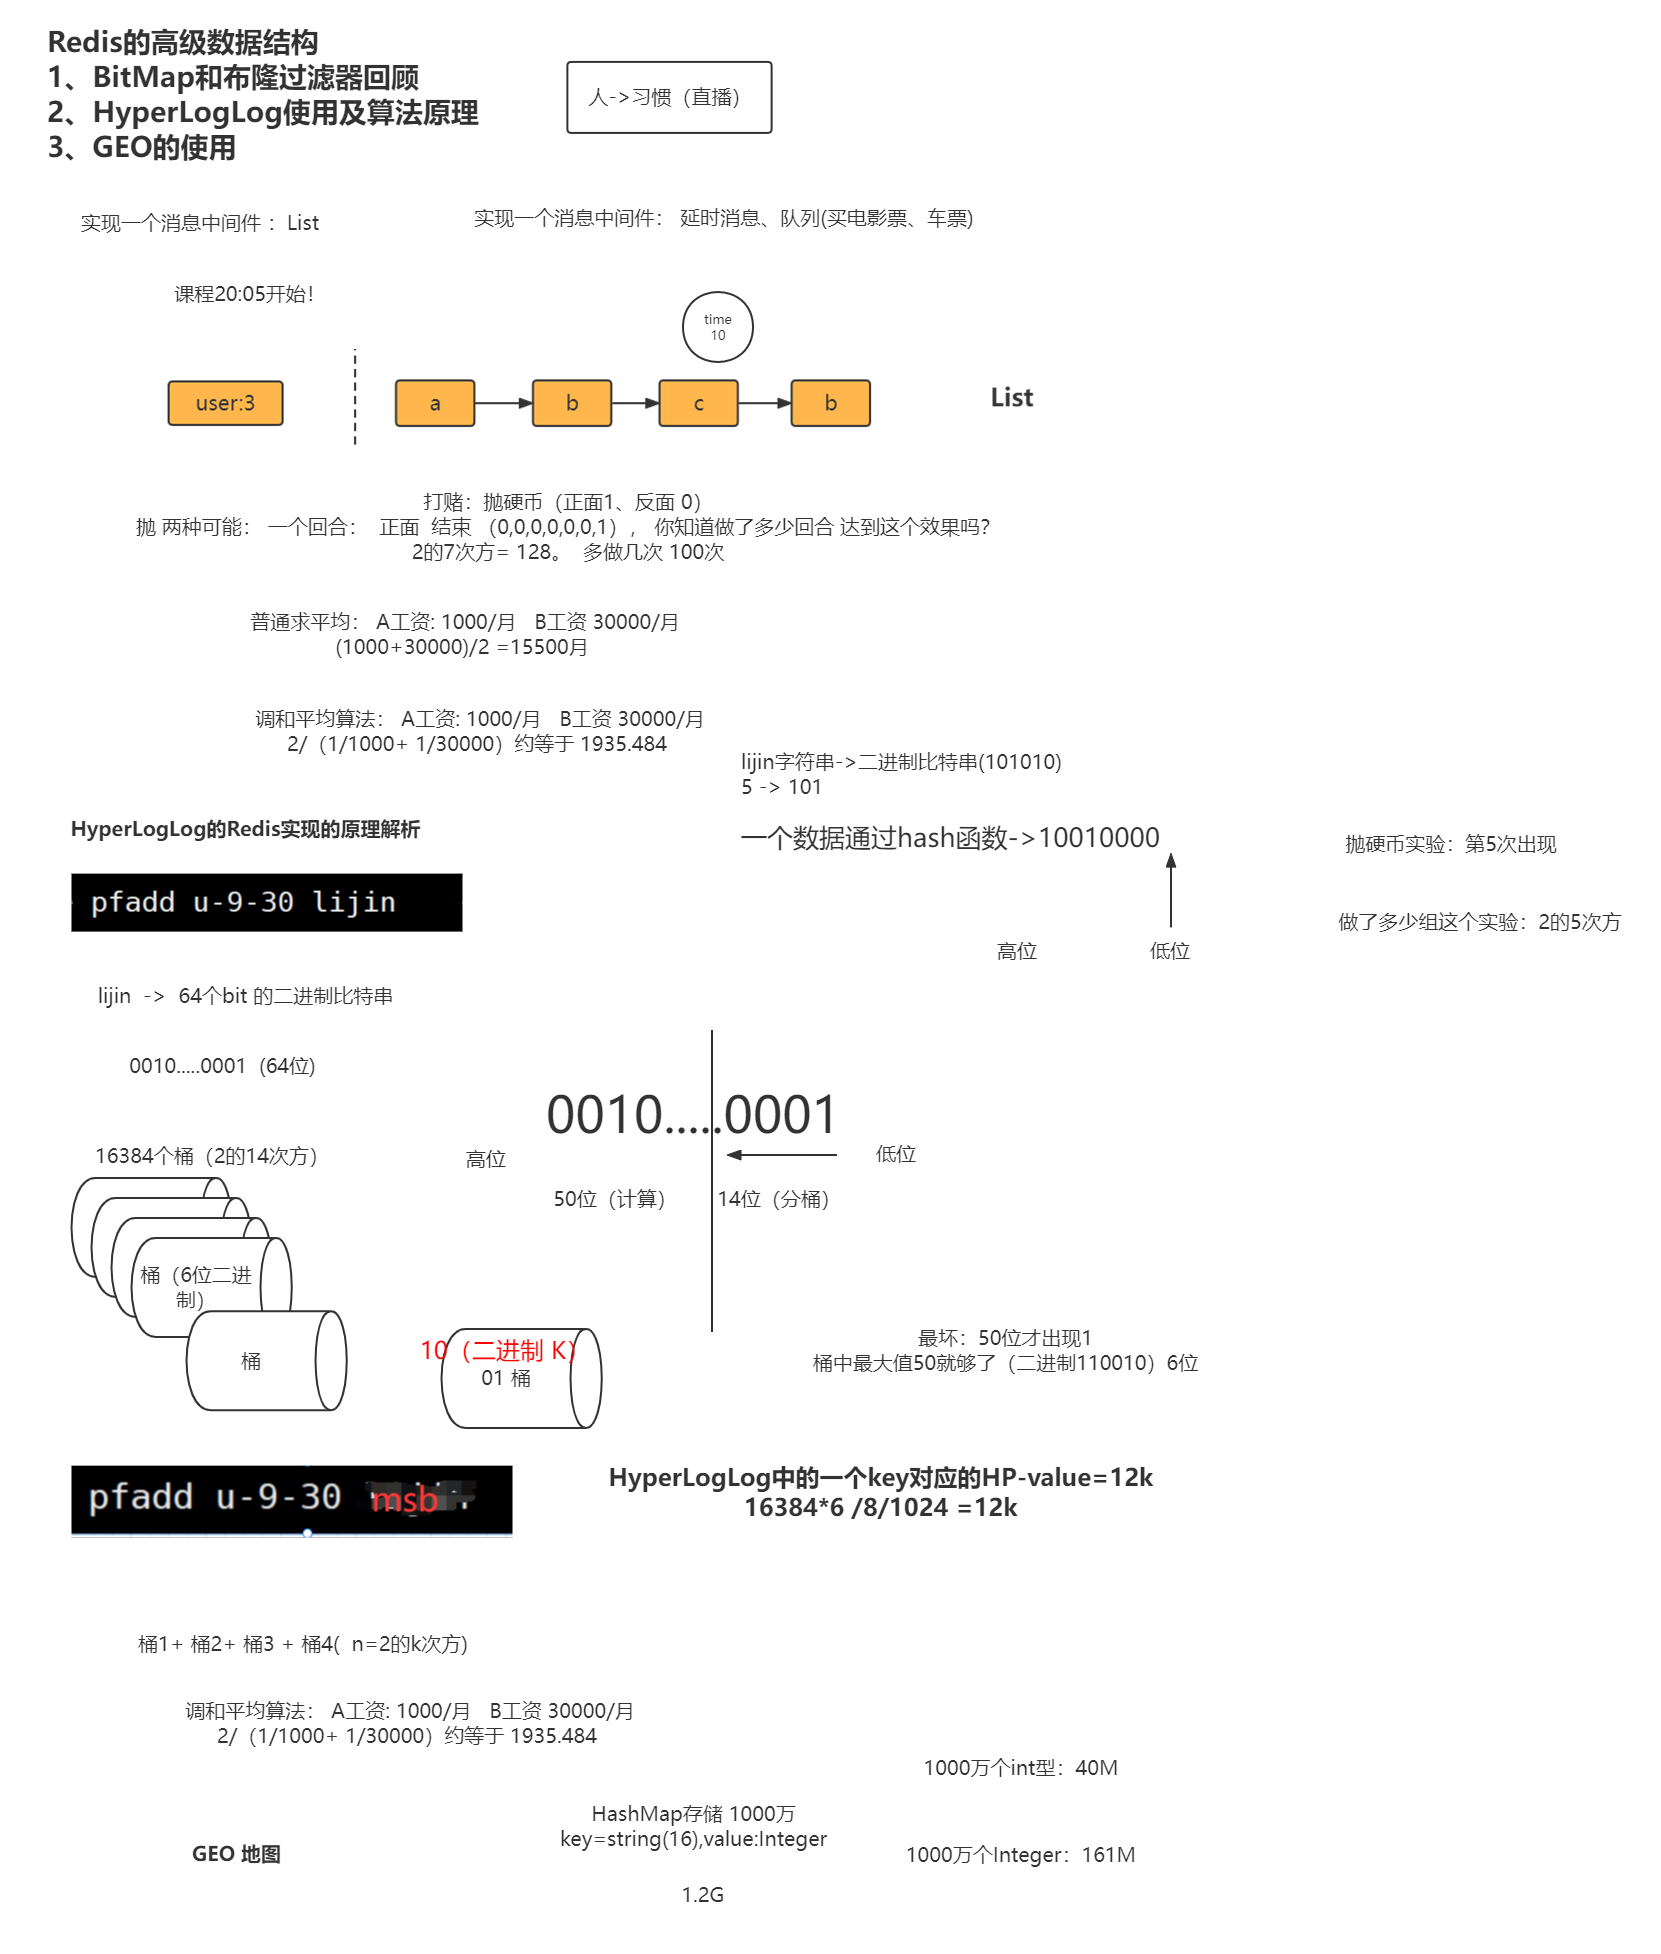 Redis的高级数据结构
1、BitMap和布隆过滤器回顾
2、HyperLogLog使用及算法原理
3、GEO的使用
人->习惯（直播）
实现一个消息中间件 ：List
实现一个消息中间件： 延时消息、队列(买电影票、车票)
课程20:05开始！
time
10
user:3
a
b
c
b
List
打赌：抛硬币（正面1、反面 0）
抛 两种可能： 一个回合： 正面 结束 （0,0,0,0,0,0,1）， 你知道做了多少回合 达到这个效果吗？
2的7次方= 128。 多做几次 100次
普通求平均： A工资: 1000/月 B工资 30000/月
(1000+30000)/2 =15500月
调和平均算法： A工资: 1000/月 B工资 30000/月
2/（1/1000+ 1/30000）约等于 1935.484
lijin字符串->二进制比特串(101010)
5 -> 101
HyperLogLog的Redis实现的原理解析
一个数据通过hash函数->10010000
抛硬币实验：第5次出现
pfadd u-9-30 lijin
做了多少组这个实验：2的5次方
高位
低位
lijin -> 64个bit 的二进制比特串
0010.....0001（64位)
0010.....0001
16384个桶（2的14次方）
高位
低位
50位（计算）
14位（分桶）
桶（6位二进
制）
桶
10（二进制 K）
01 桶
最坏：50位才出现1
桶中最大值50就够了（二进制110010）6位
pfadd u-9-30 msb
HyperLogLog中的一个key对应的HP-value=12k
16384*6 /8/1024 =12k
桶1+ 桶2+ 桶3 + 桶4( n=2的k次方)
调和平均算法： A工资: 1000/月 B工资 30000/月
2/（1/1000+ 1/30000）约等于 1935.484
1000万个int型：40M
HashMap存储 1000万
key=string(16),value:Integer
GEO 地图
1000万个Integer：161M
1.2G